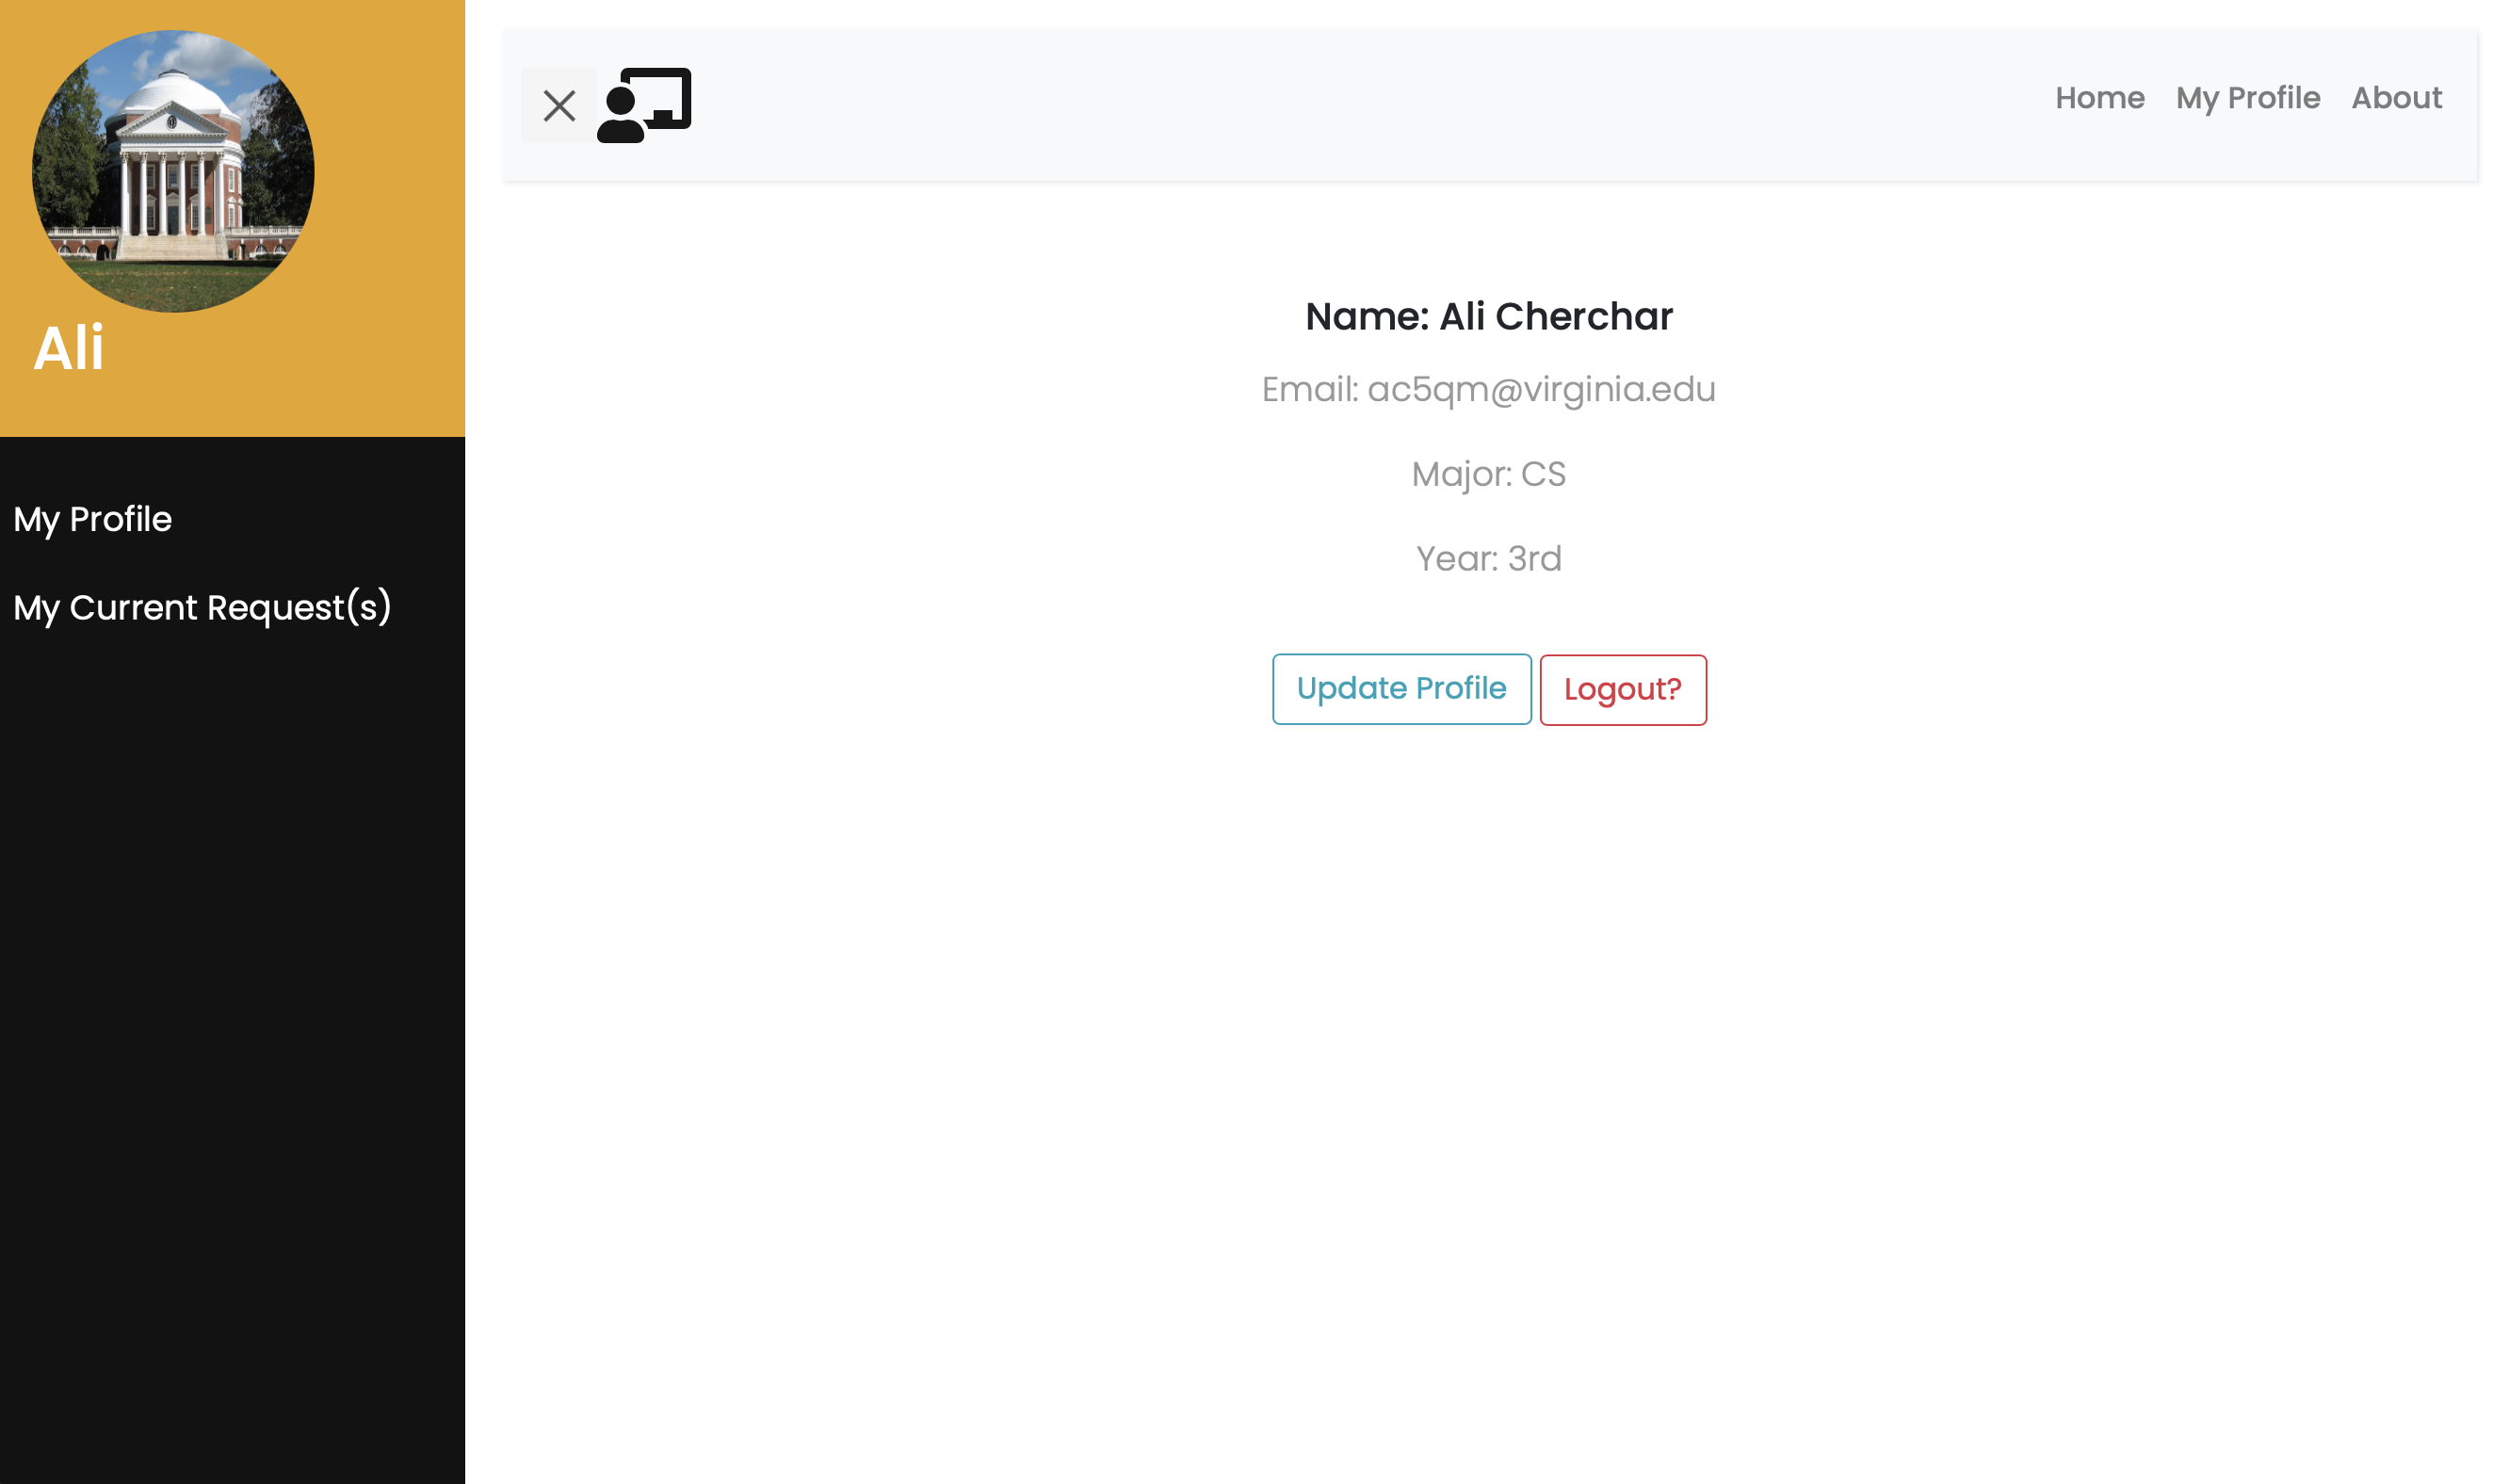 Ali
My Profile
My Current Request(s)
Home My Profile About
Name: Ali Cherchar
Email: ac5qm@virginia.edu
Major: CS
Year: 3rd
Update Profile Logout?